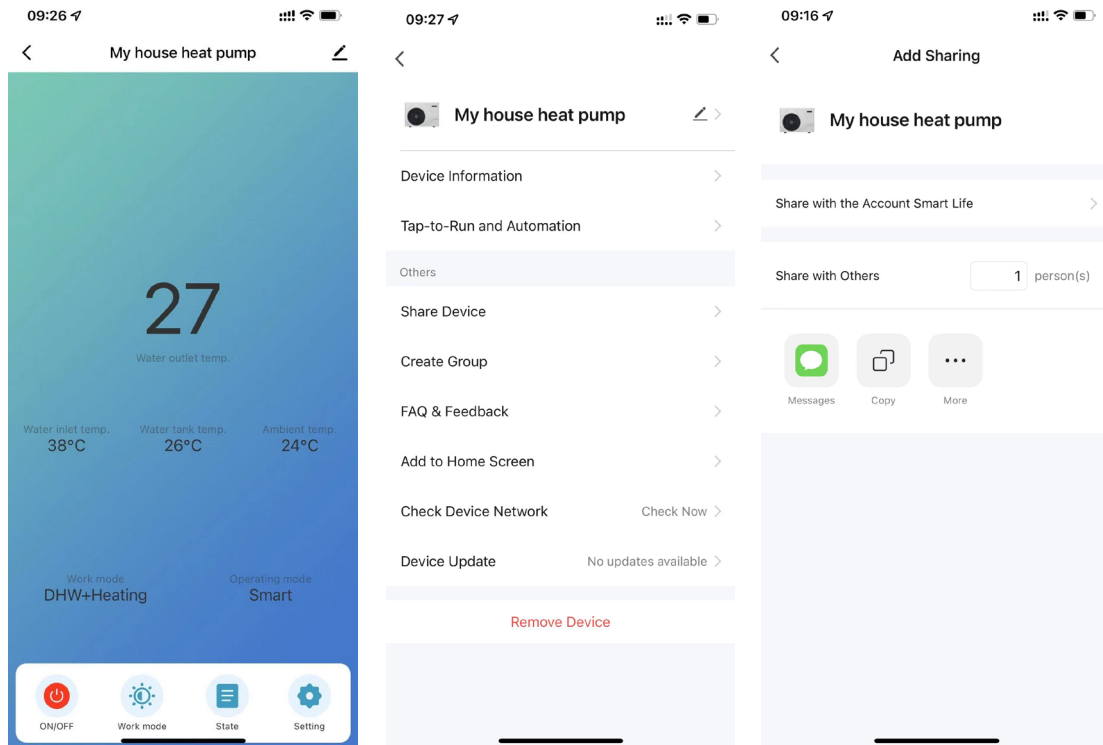 09:26
My house heat pump
27
Water outlet temp.
Water inlet temp. Water tank temp. Ambient temp.
38°C 26°C 24°C
Work mode Operating mode
DHW+Heating Smart
ON/OFF Work mode State Setting
09:27
My house heat pump
Device Information
Tap-to-Run and Automation
Others
Share Device
Create Group
FAQ & Feedback
Add to Home Screen
Check Device Network Check Now
Device Update No updates available
Remove Device
09:16
Add Sharing
My house heat pump
Share with the Account Smart Life
Share with Others 1 person(s)
Messages Copy More